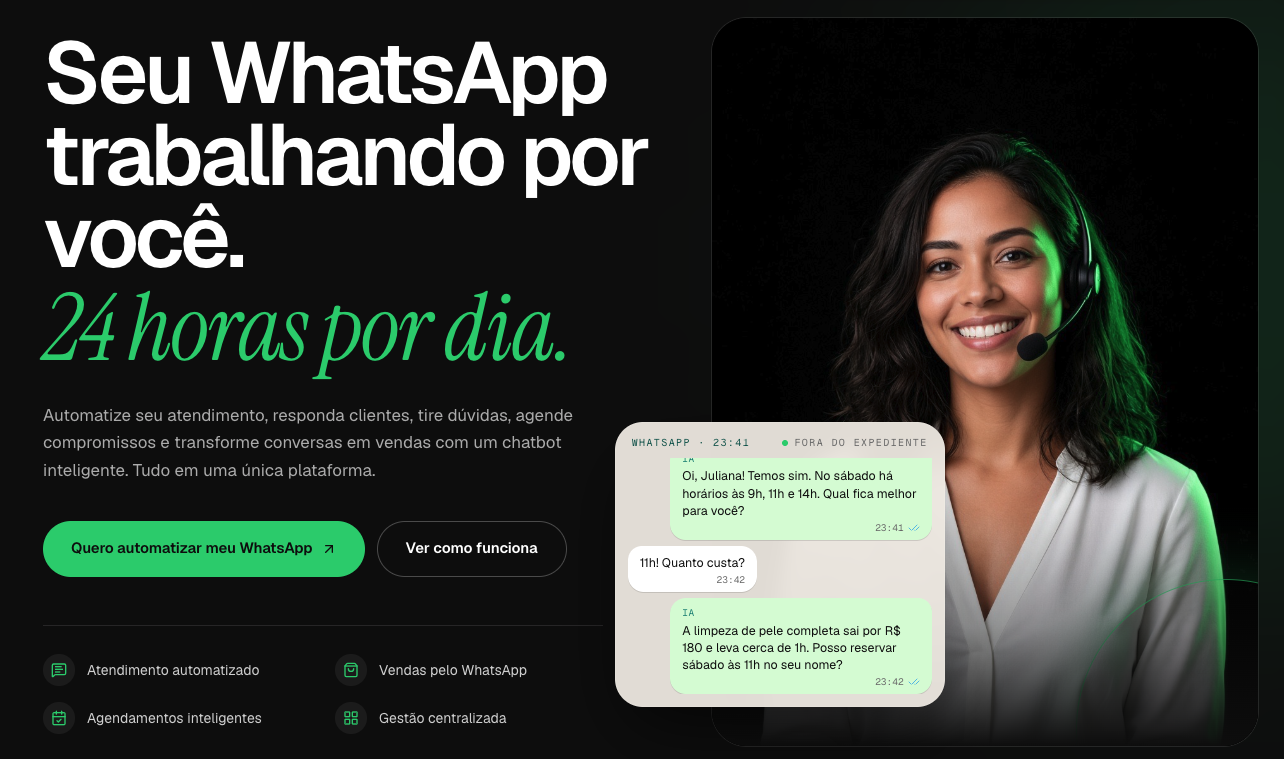 Seu WhatsApp
trabalhando por
você.
24 horas por dia.
Automatize seu atendimento, responda clientes, tire dúvidas, agende
compromissos e transforme conversas em vendas com um chatbot
inteligente. Tudo em uma única plataforma.
Quero automatizar meu WhatsApp
Ver como funciona
Atendimento automatizado
Vendas pelo WhatsApp
Agendamentos inteligentes
Gestão centralizada
WHATSAPP · 23:41
FORA DO EXPEDIENTE
IA
Oi, Juliana! Temos sim. No sábado há
horários às 9h, 11h e 14h. Qual fica melhor
para você?
23:41
11h! Quanto custa?
23:42
IA
A limpeza de pele completa sai por R$
180 e leva cerca de 1h. Posso reservar
sábado às 11h no seu nome?
23:42